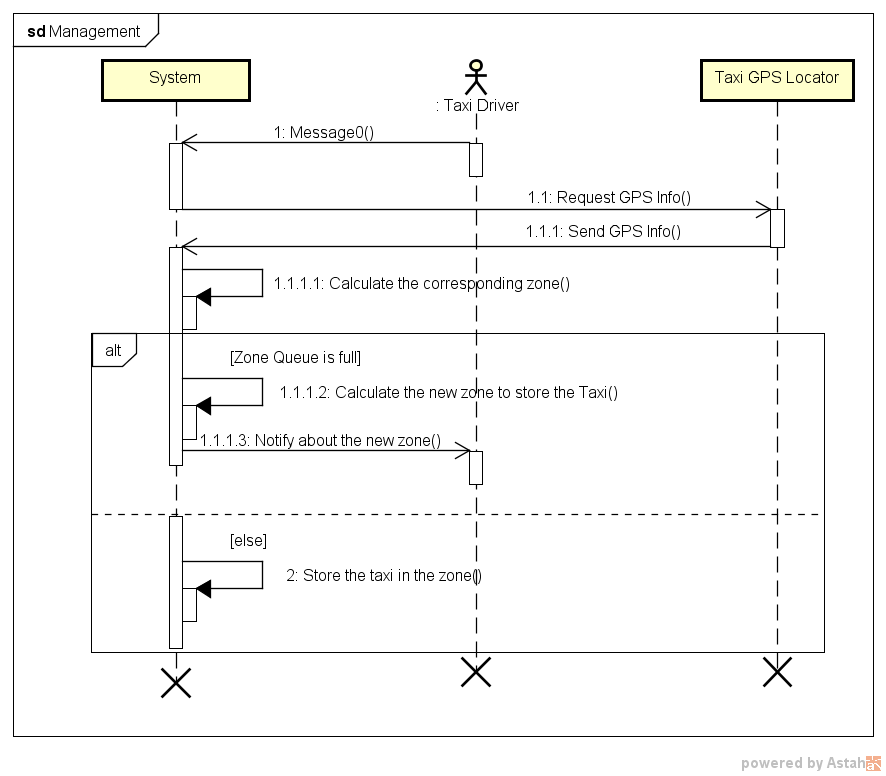 sd Management
System
: Taxi Driver
Taxi GPS Locator
1: Message0()
1.1: Request GPS Info()
1.1.1: Send GPS Info()
1.1.1.1: Calculate the corresponding zone()
alt
[Zone Queue is full]
1.1.1.2: Calculate the new zone to store the Taxi()
1.1.1.3: Notify about the new zone()
[else]
2: Store the taxi in the zone()
powered by Astah